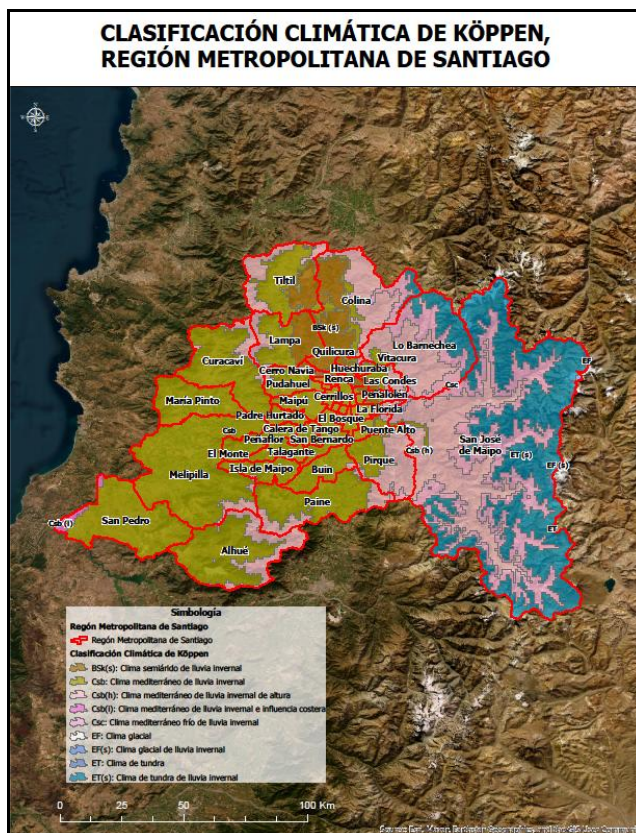 CLASIFICACIÓN CLIMÁTICA DE KÖPPEN,
REGIÓN METROPOLITANA DE SANTIAGO
Tiltil
Colina
BSk (s)
Lampa
Lo Barnechea
EF
Quilicura
Curacaví
Huechuraba
Vitacura
Cerro Navia
Renca
Las Condes
Csc
Pudahuel
Cerrillos
Peñalolén
María Pinto
Maipú
La Florida
Padre Hurtado
El Bosque
Csb
Calera de Tango
Puente Alto
San José
de Maipo
Peñaflor
San Bernardo
Csb (h)
El Monte
Talagante
Pirque
ET (s)
EF (s)
Melipilla
Isla de Maipo
Buin
Paine
San Pedro
Csb (i)
ET
Alhué
Simbología
Región Metropolitana de Santiago
Región Metropolitana de Santiago
Clasificación Climática de Köppen
BSk(s): Clima semiárido de lluvia invernal
Csb: Clima mediterráneo de lluvia invernal
Csb(h): Clima mediterráneo de lluvia invernal de altura
Csb(i): Clima mediterráneo de lluvia invernal e influencia costera
Csc: Clima mediterráneo frío de lluvia invernal
EF: Clima glacial
EF(s): Clima glacial de lluvia invernal
ET: Clima de tundra
ET(s): Clima de tundra de lluvia invernal
0 25 50 100 Km